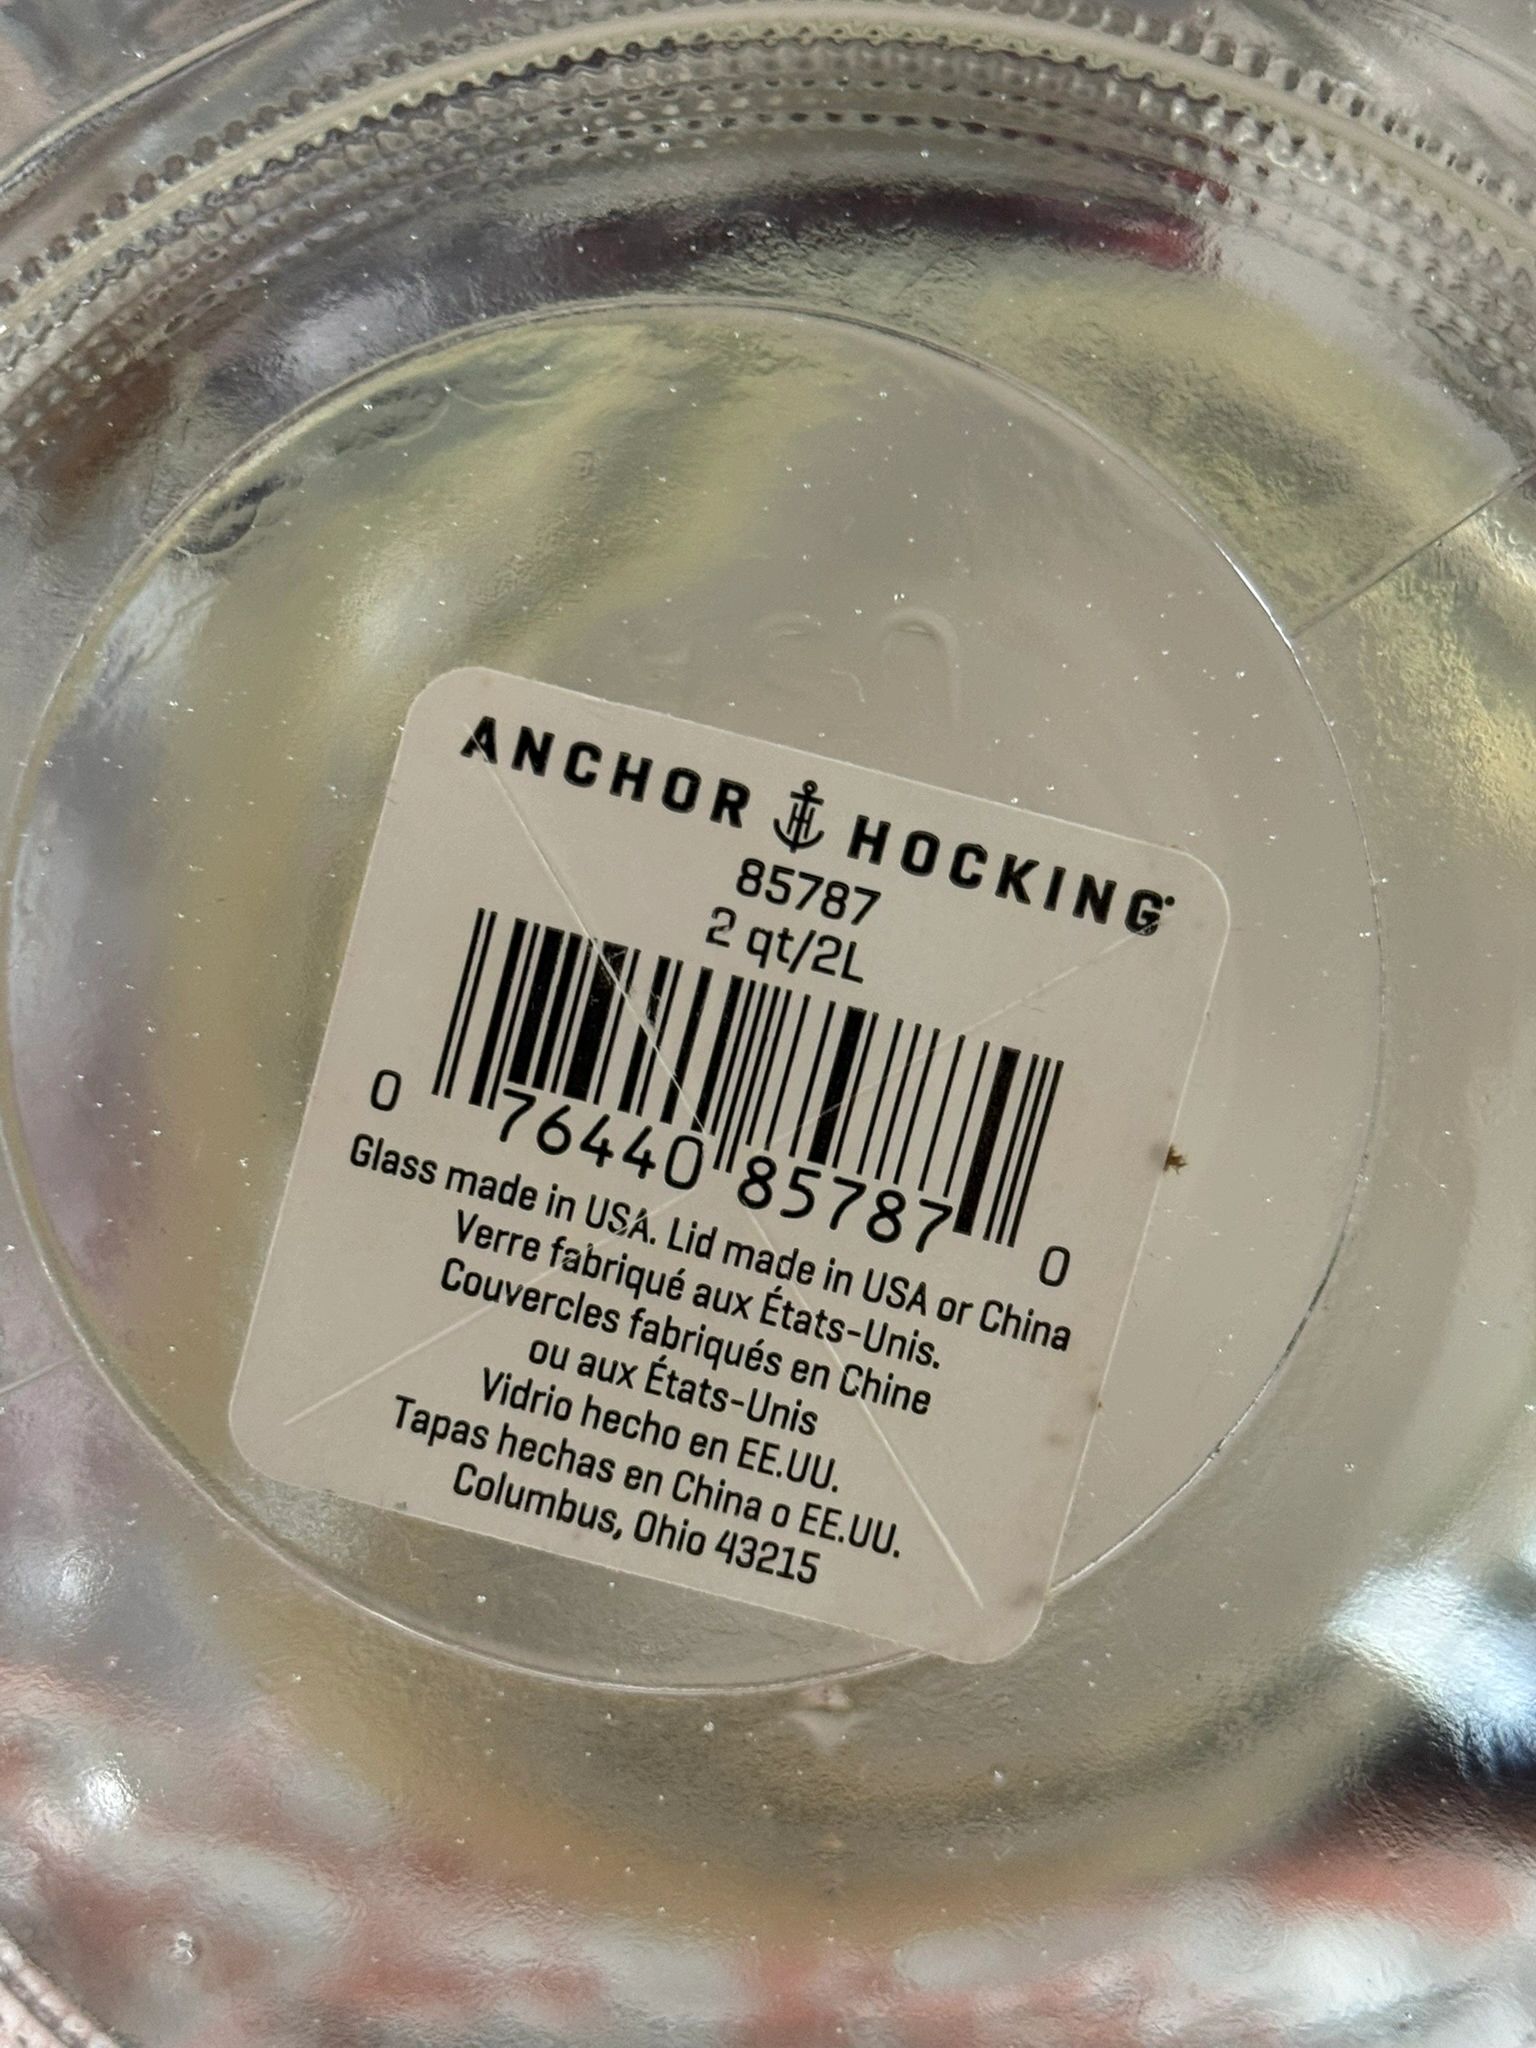 ANCHOR HOCKING
85787
2 qt/2L
0 76440 85787 0
Glass made in USA. Lid made in USA or China
Verre fabriqué aux États-Unis.
Couvercles fabriqués en Chine
ou aux États-Unis
Vidrio hecho en EE.UU.
Tapas hechas en China o EE.UU.
Columbus, Ohio 43215